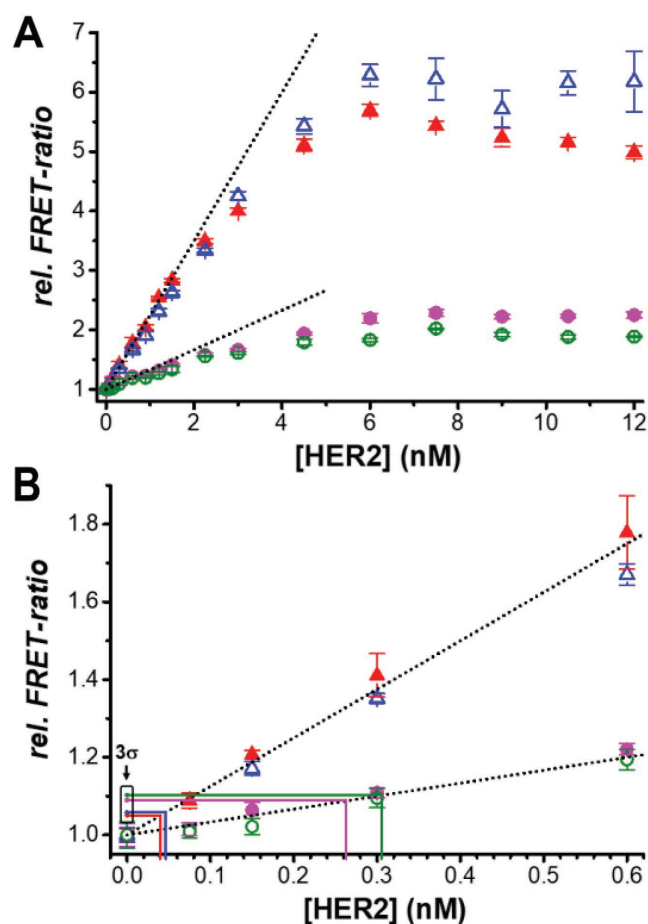 A
7
6
5
4
3
2
1
rel. FRET-ratio
0 2 4 6 8 10 12
[HER2] (nM)
B
1.8
1.6
1.4
1.2
1.0
rel. FRET-ratio
3σ
0.0 0.1 0.2 0.3 0.4 0.5 0.6
[HER2] (nM)